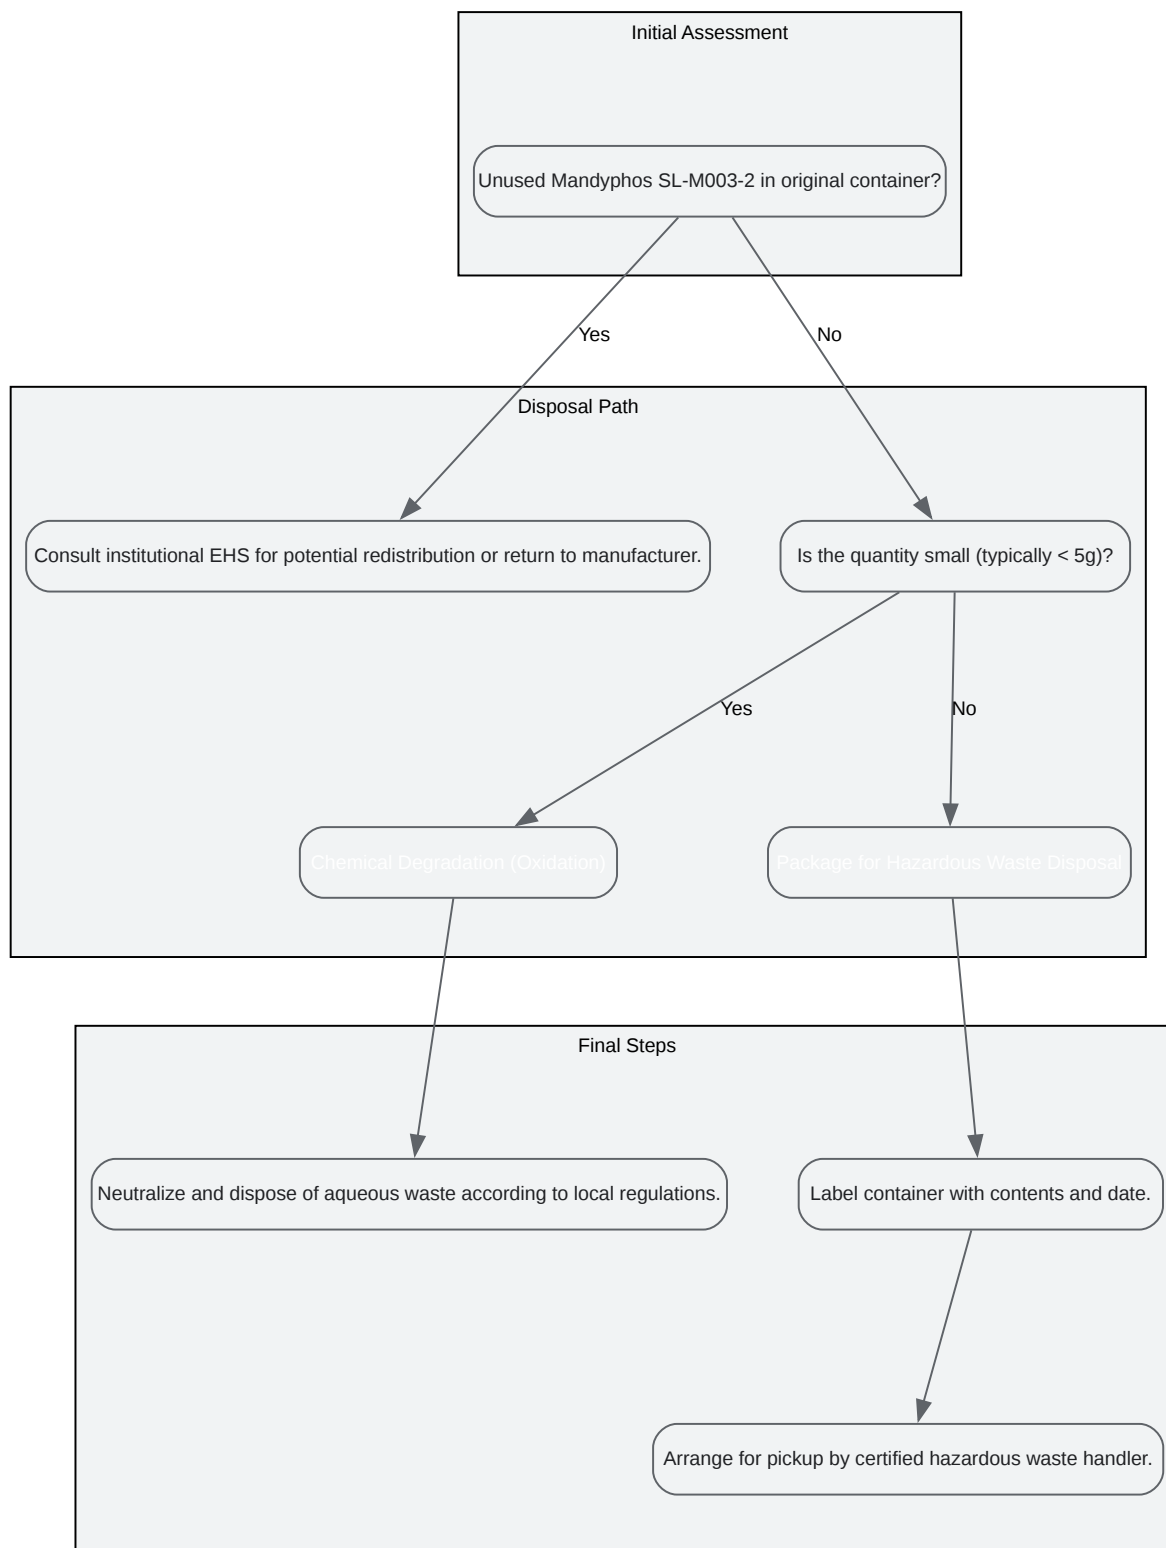 Initial Assessment
Unused Mandyphos SL-M003-2 in original container?
Yes
No
Disposal Path
Consult institutional EHS for potential redistribution or return to manufacturer.
Is the quantity small (typically < 5g)?
Yes
No
Chemical Degradation (Oxidation)
Package for Hazardous Waste Disposal
Final Steps
Neutralize and dispose of aqueous waste according to local regulations.
Label container with contents and date.
Arrange for pickup by certified hazardous waste handler.